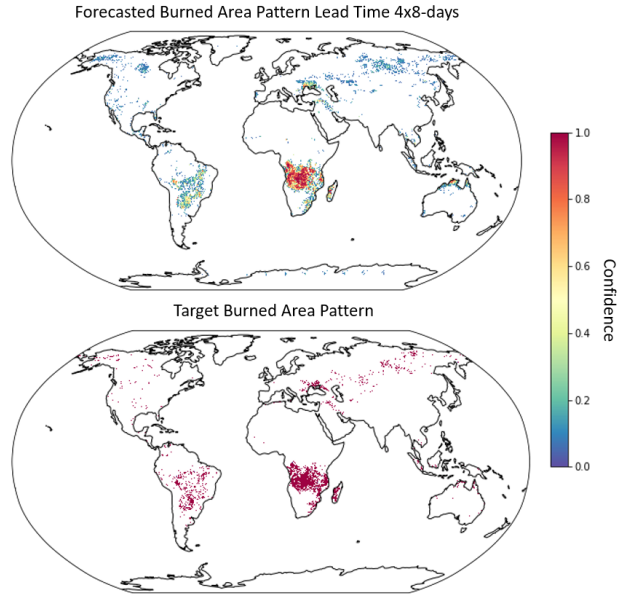 Forecasted Burned Area Pattern Lead Time 4x8-days
1.0
0.8
0.6
0.4
0.2
0.0
Confidence
Target Burned Area Pattern